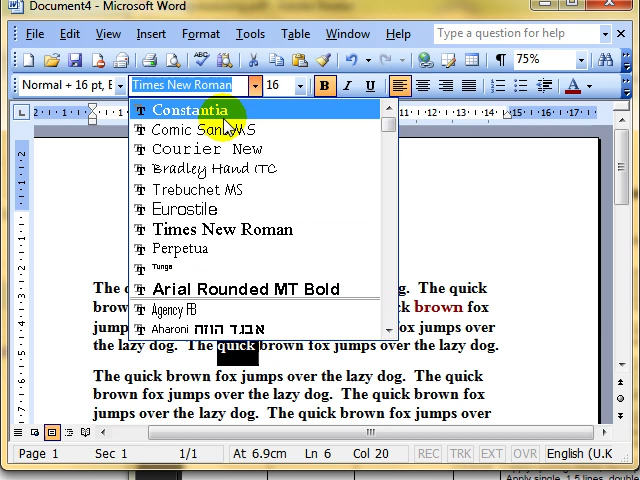 Document4 - Microsoft Word
File Edit View Insert Format Tools Table Window Help Type a question for help
75%
Normal + 16 pt, B Times New Roman 16 B I U A
Constantia
Comic Sans MS
Courier New
Bradley Hand ITC
Trebuchet MS
Eurostile
Times New Roman
Perpetua
Tunga
Arial Rounded MT Bold
Agency FB
Aharoni אבגד הוזה
g. The quick
brow brown fox
jumps ox jumps over
the lazy dog. The quick brown fox jumps over the lazy dog.
The quick brown fox jumps over the lazy dog. The quick
brown fox jumps over the lazy dog. The quick brown fox
jumps over the lazy dog. The quick brown fox jumps over
Page 1 Sec 1 1/1 At 6.9cm Ln 6 Col 20 REC TRK EXT OVR English (U.K